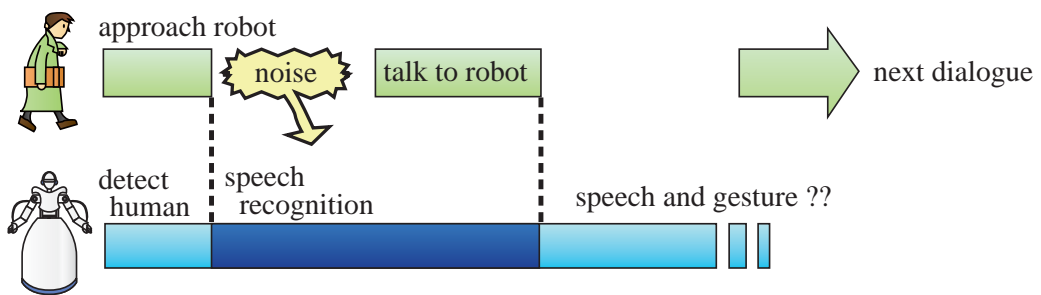 approach robot
noise
talk to robot
next dialogue
detect
human
speech
recognition
speech and gesture ??